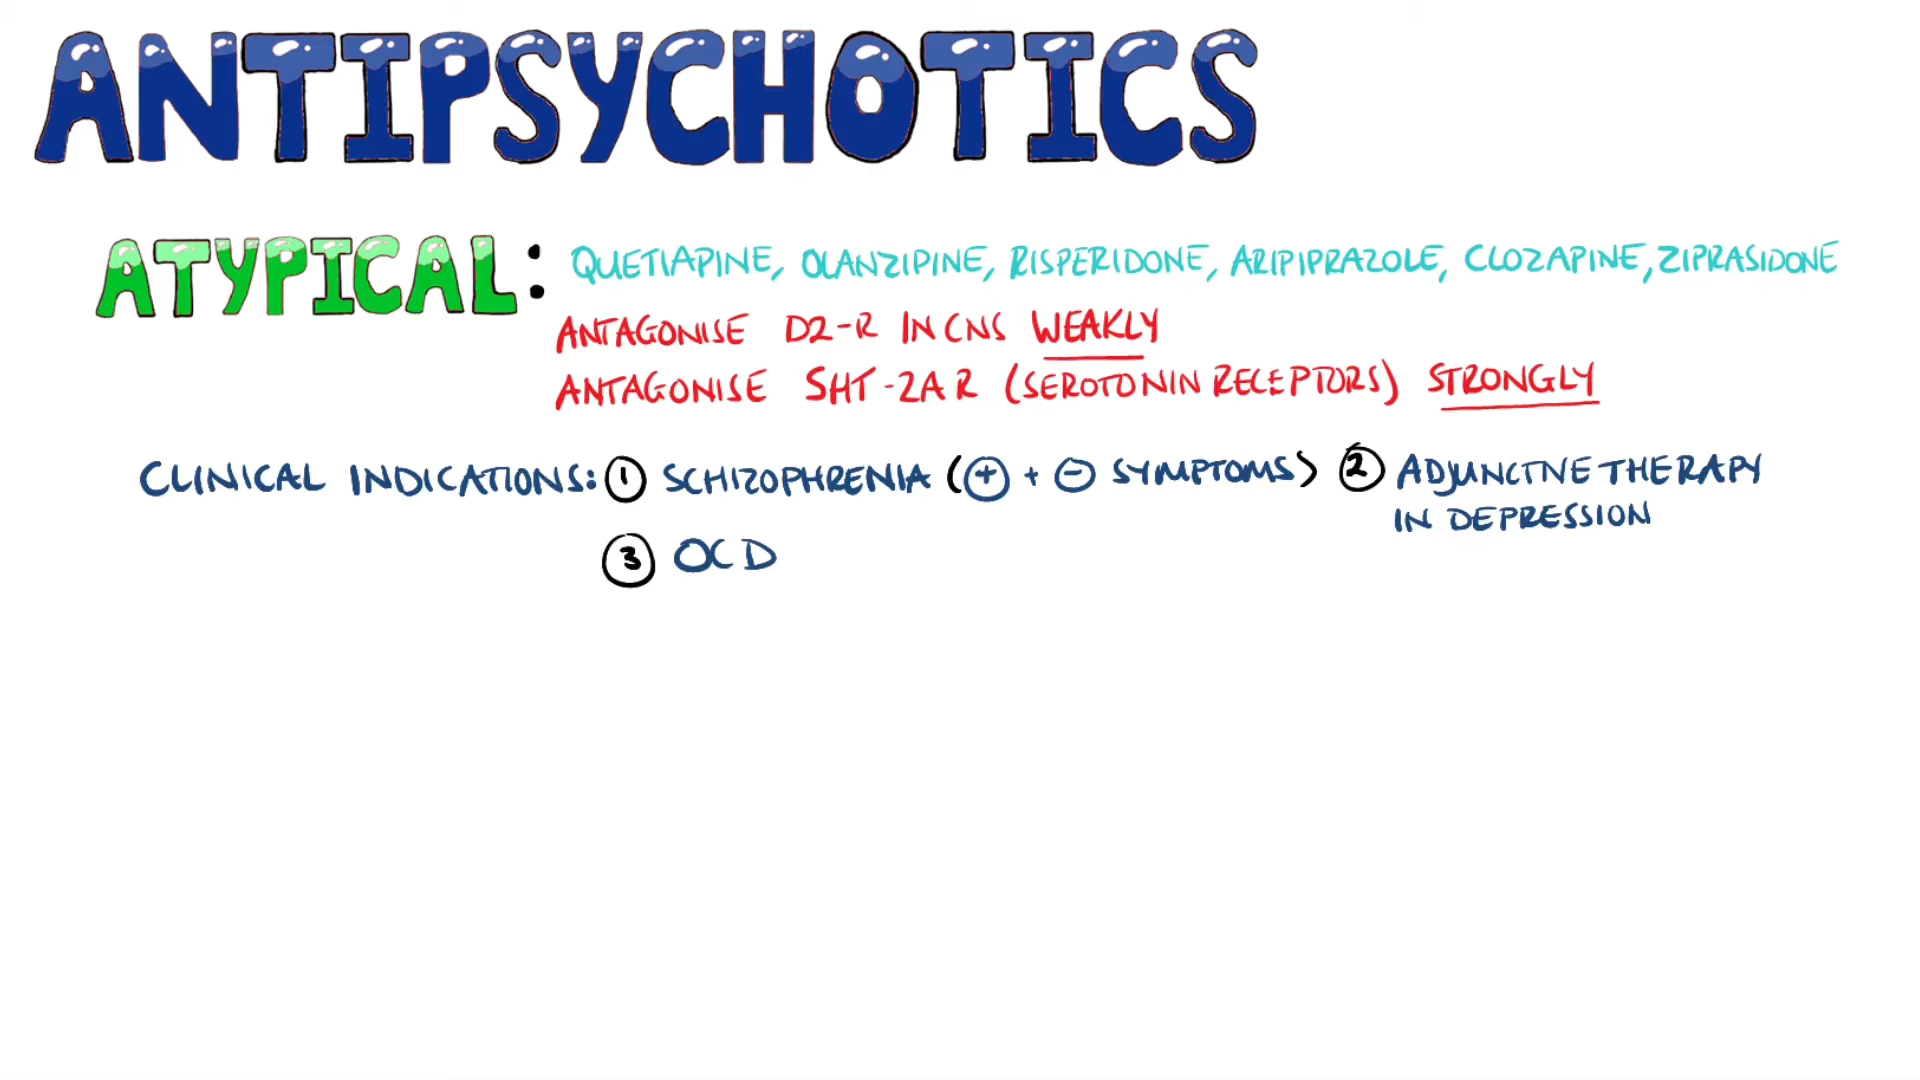 ANTIPSYCHOTICS
ATYPICAL: QUETIAPINE, OLANZIPINE, RISPERIDONE, ARIPIPRAZOLE, CLOZAPINE, ZIPRASIDONE
ANTAGONISE D2-R IN CNS WEAKLY
ANTAGONISE 5HT-2A R (SEROTONIN RECEPTORS) STRONGLY
CLINICAL INDICATIONS: ① SCHIZOPHRENIA (⊕ + ⊖ SYMPTOMS) ② ADJUNCTIVE THERAPY
IN DEPRESSION
③ OCD